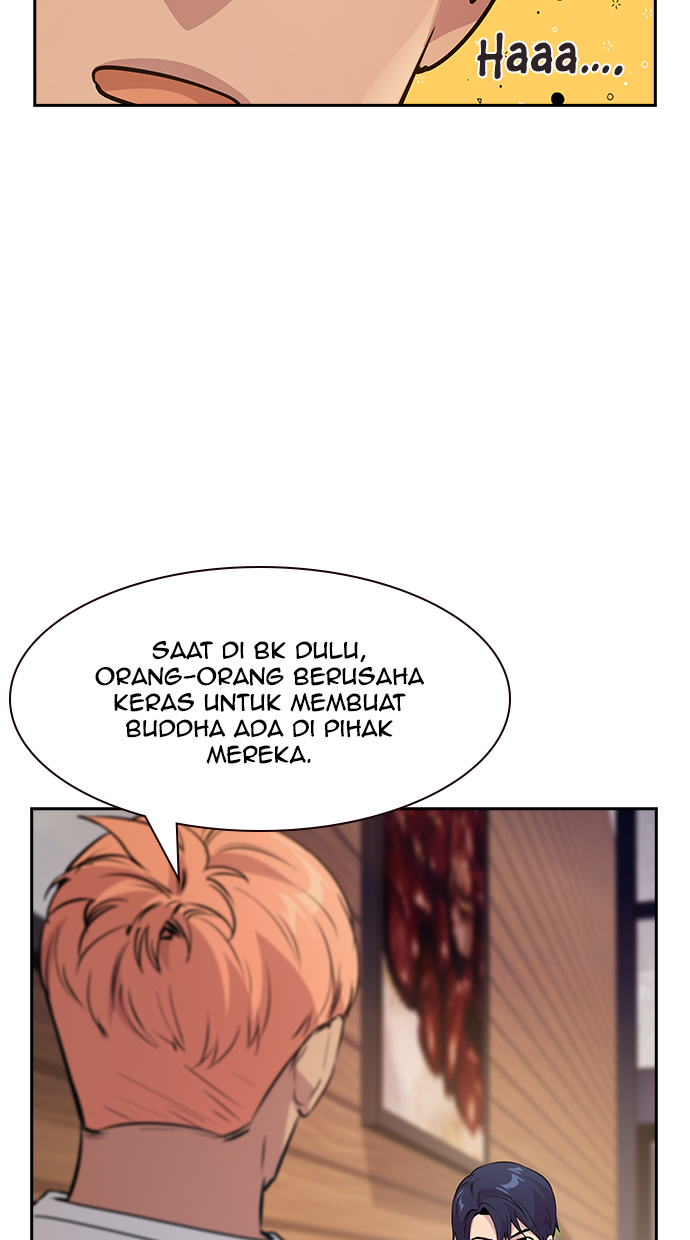 Haaa....
SAAT DI BK DULU,
ORANG-ORANG BERUSAHA
KERAS UNTUK MEMBUAT
BUDDHA ADA DI PIHAK
MEREKA.